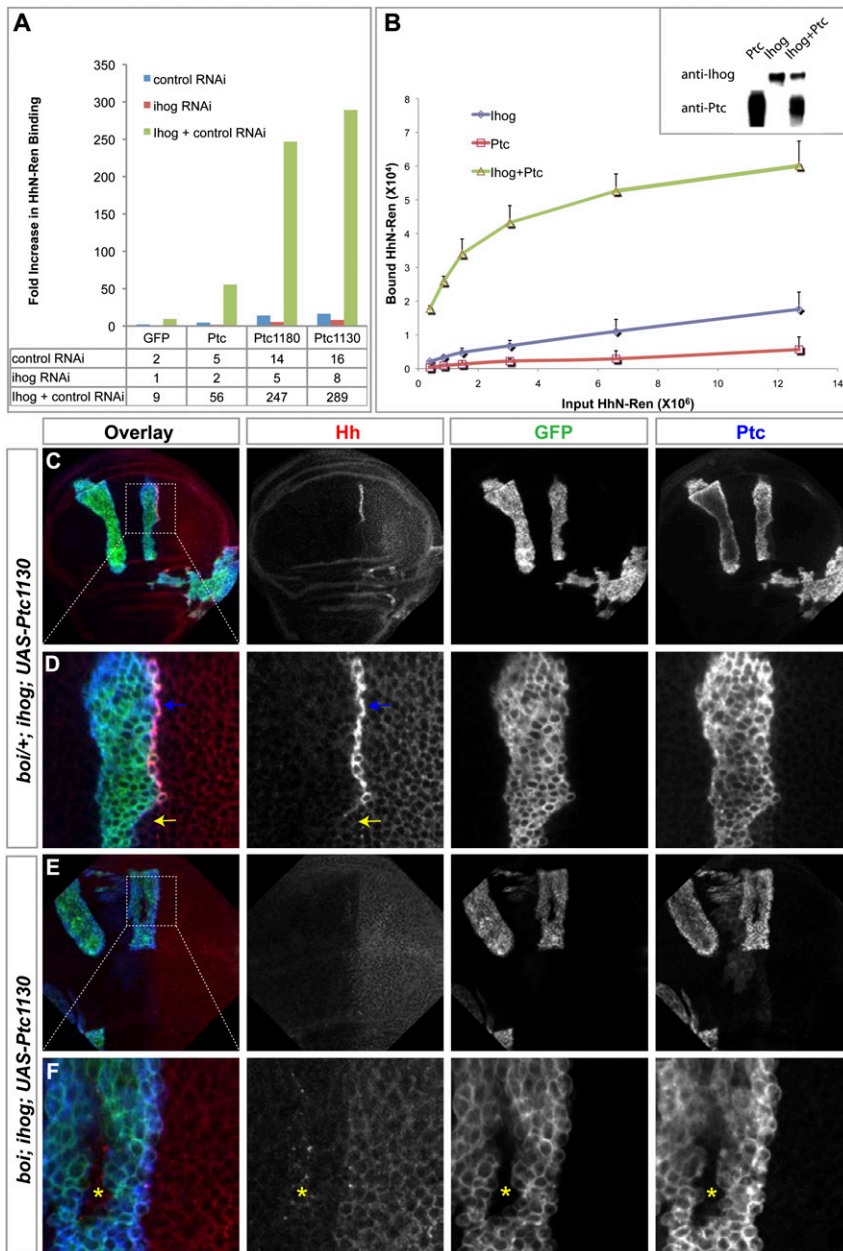 A
Fold Increase in HhN-Ren Binding
350
300
250
200
150
100
50
0
control RNAi
ihog RNAi
Ihog + control RNAi
GFP Ptc Ptc1180 Ptc1130
control RNAi 2 5 14 16
ihog RNAi 1 2 5 8
Ihog + control RNAi 9 56 247 289
B
Bound HhN-Ren (X10⁴)
8
7
6
5
4
3
2
1
0
Ihog
Ptc
Ihog+Ptc
Ptc Ihog Ihog+Ptc
anti-Ihog
anti-Ptc
0 2 4 6 8 10 12 14
Input HhN-Ren (X10⁶)
Overlay Hh GFP Ptc
boi/+; ihog; UAS-Ptc1130
C
D
boi; ihog; UAS-Ptc1130
E
F
* * * *